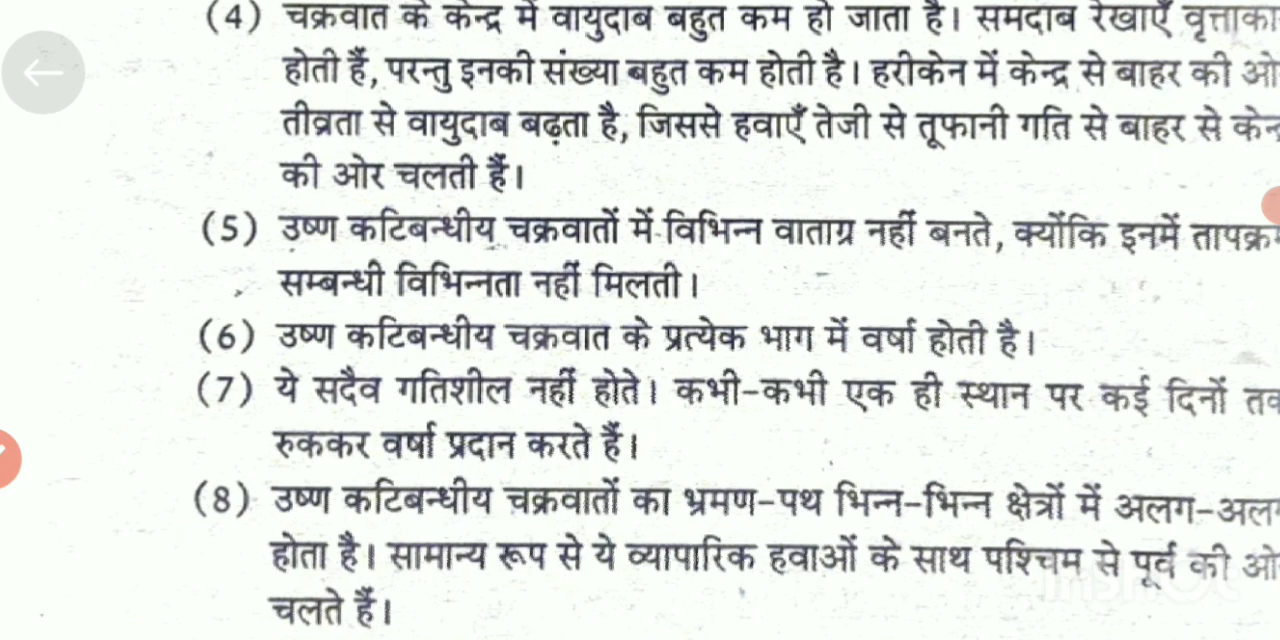 (4) चक्रवात के केन्द्र में वायुदाब बहुत कम हो जाता है। समदाब रेखाएँ वृत्ताका
होती हैं, परन्तु इनकी संख्या बहुत कम होती है। हरीकेन में केन्द्र से बाहर की ओ
तीव्रता से वायुदाब बढ़ता है, जिससे हवाएँ तेजी से तूफानी गति से बाहर से केन्
की ओर चलती हैं।
(5) उष्ण कटिबन्धीय चक्रवातों में विभिन्न वाताग्र नहीं बनते, क्योंकि इनमें तापक्र
सम्बन्धी विभिन्नता नहीं मिलती।
(6) उष्ण कटिबन्धीय चक्रवात के प्रत्येक भाग में वर्षा होती है।
(7) ये सदैव गतिशील नहीं होते। कभी-कभी एक ही स्थान पर कई दिनों तक
रुककर वर्षा प्रदान करते हैं।
(8) उष्ण कटिबन्धीय चक्रवातों का भ्रमण-पथ भिन्न-भिन्न क्षेत्रों में अलग-अलग
होता है। सामान्य रूप से ये व्यापारिक हवाओं के साथ पश्चिम से पूर्व की ओ
चलते हैं।